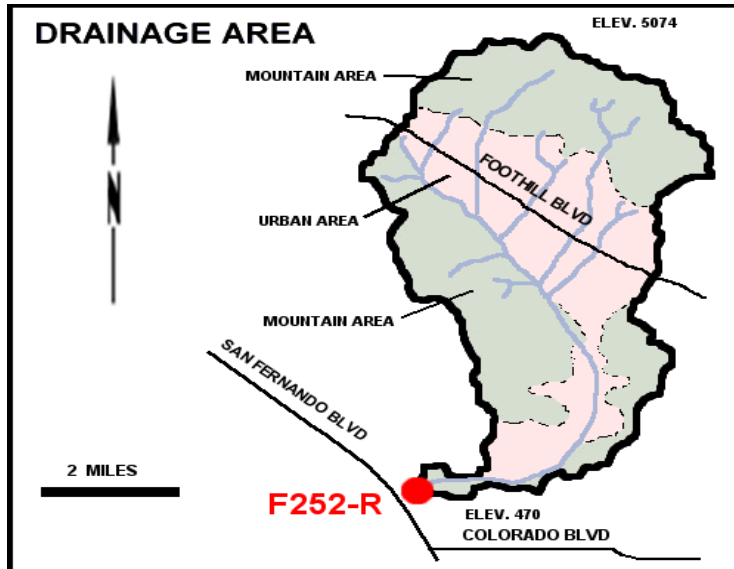 DRAINAGE AREA
ELEV. 5074
MOUNTAIN AREA
N
FOOTHILL BLVD
URBAN AREA
MOUNTAIN AREA
SAN FERNANDO BLVD
2 MILES
F252-R
ELEV. 470
COLORADO BLVD